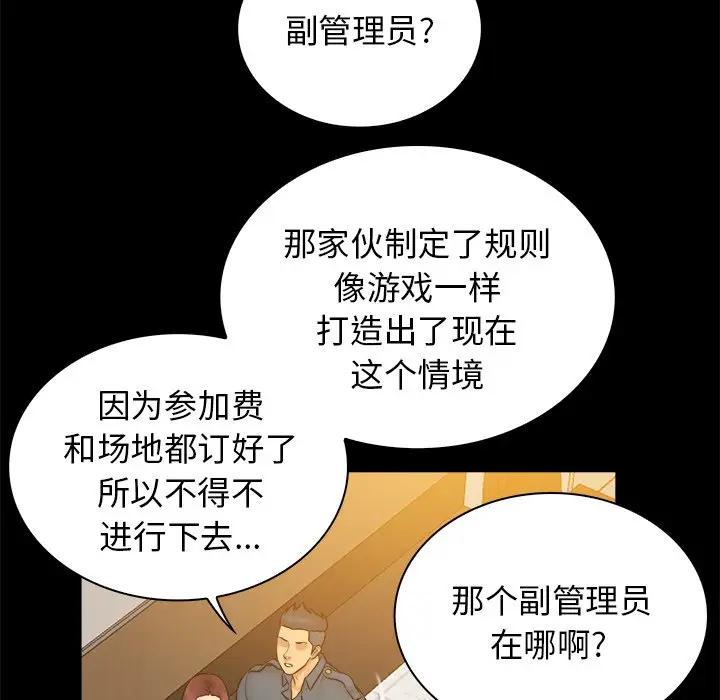 副管理员?
那家伙制定了规则
像游戏一样
打造出了现在
这个情境
因为参加费
和场地都订好了
所以不得不
进行下去...
那个副管理员
在哪啊?